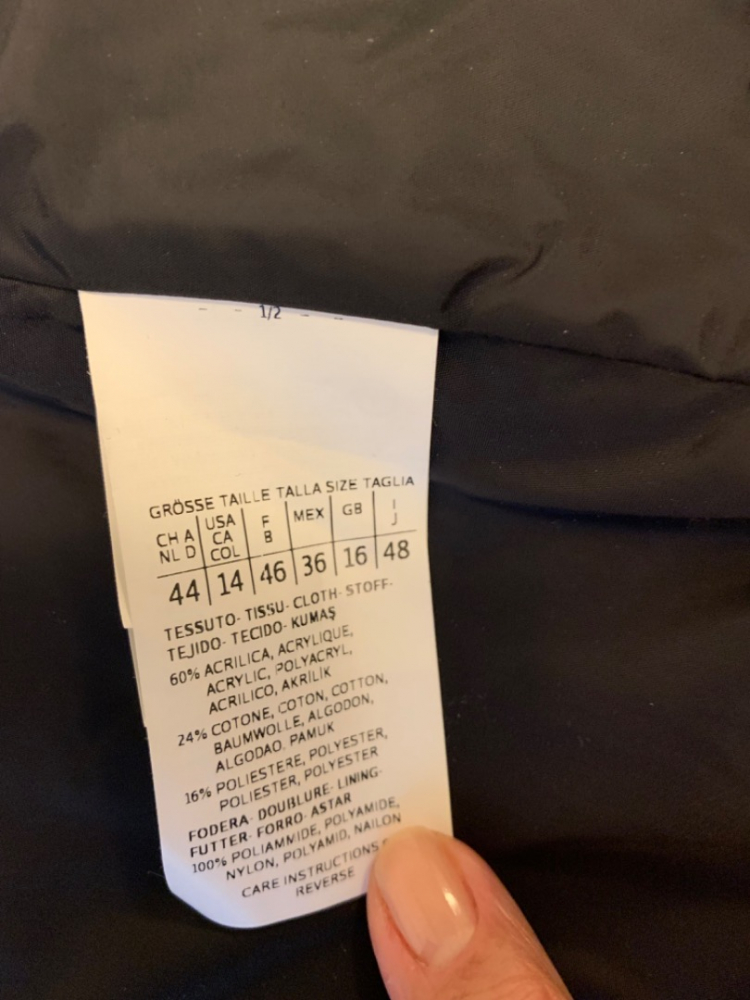 1/2
GRÖSSE TAILLE TALLA SIZE TAGLIA
CH A NL D | USA CA COL | F B | MEX | GB | I J
44 | 14 | 46 | 36 | 16 | 48
TESSUTO- TISSU- CLOTH- STOFF-
TEJIDO- TECIDO- KUMAŞ
60% ACRILICA, ACRYLIQUE,
ACRYLIC, POLYACRYL,
ACRILICO, AKRİLİK
24% COTONE, COTON, COTTON,
BAUMWOLLE, ALGODON,
ALGODAO, PAMUK
16% POLIESTERE, POLYESTER,
POLIESTER, POLYESTER
FODERA- DOUBLURE- LINING-
FUTTER- FORRO- ASTAR
100% POLIAMMIDE, POLYAMIDE,
NYLON, POLYAMID, NAILON
CARE INSTRUCTIONS
REVERSE